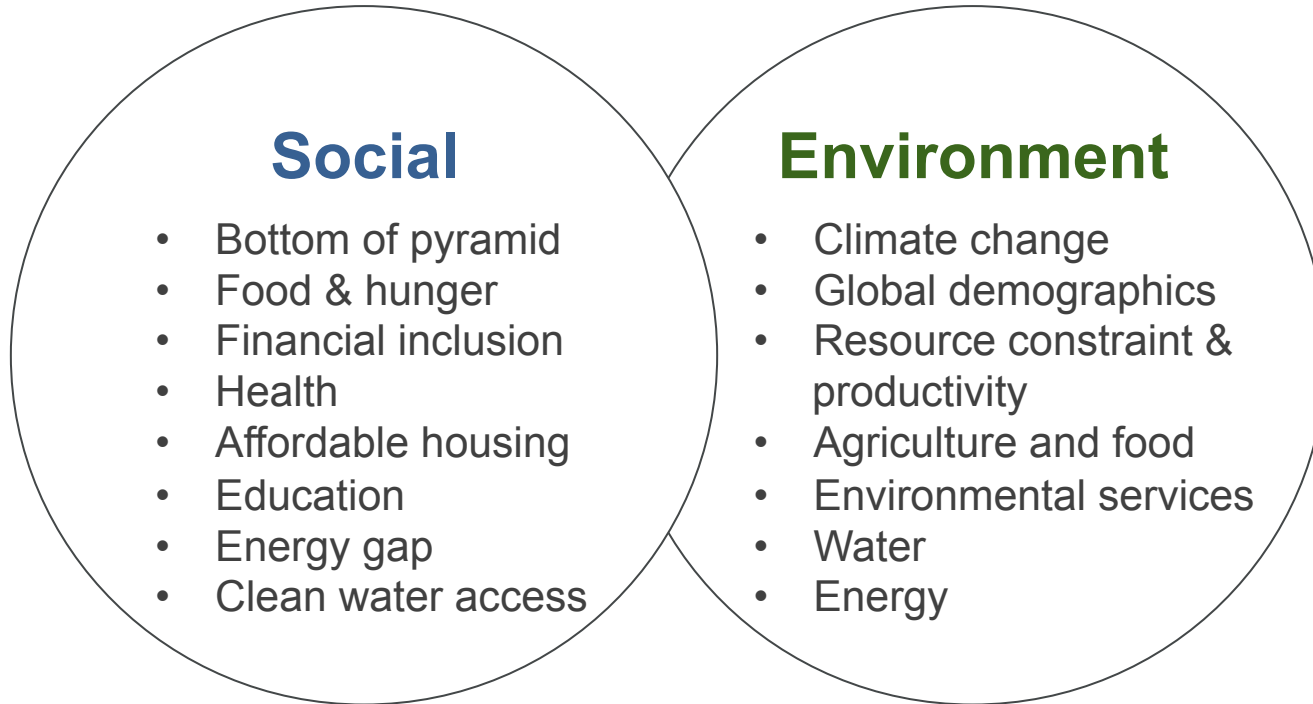 Social
• Bottom of pyramid
• Food & hunger
• Financial inclusion
• Health
• Affordable housing
• Education
• Energy gap
• Clean water access
Environment
• Climate change
• Global demographics
• Resource constraint &
productivity
• Agriculture and food
• Environmental services
• Water
• Energy